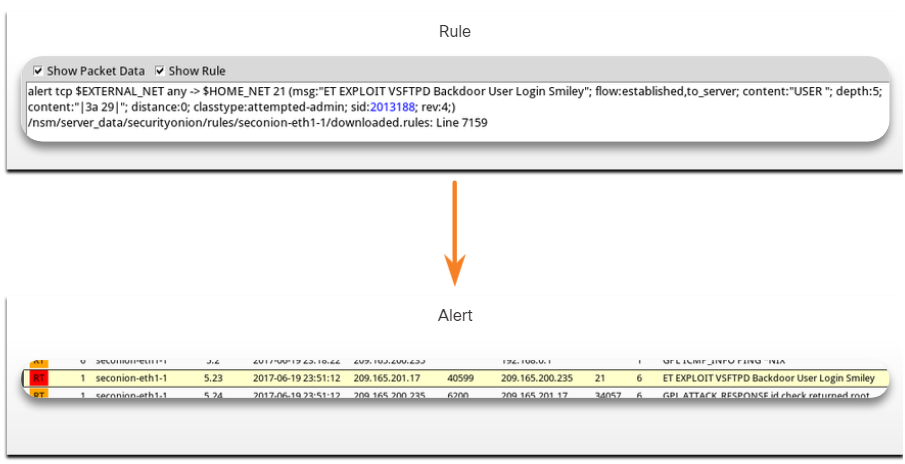 Rule
Show Packet Data Show Rule
alert tcp $EXTERNAL_NET any -> $HOME_NET 21 (msg:"ET EXPLOIT VSFTPD Backdoor User Login Smiley"; flow:established,to_server; content:"USER "; depth:5;
content:"|3a 29|"; distance:0; classtype:attempted-admin; sid:2013188; rev:4;)
/nsm/server_data/securityonion/rules/seconion-eth1-1/downloaded.rules: Line 7159
Alert
RT 6 seconion-eth1-1 5.2 2017-06-19 23:18:22 209.165.200.235 192.168.0.1 1 GPL ICMP_INFO PING *NIX
RT 1 seconion-eth1-1 5.23 2017-06-19 23:51:12 209.165.201.17 40599 209.165.200.235 21 6 ET EXPLOIT VSFTPD Backdoor User Login Smiley
RT 1 seconion-eth1-1 5.24 2017-06-19 23:51:12 209.165.200.235 6200 209.165.201.17 34057 6 GPL ATTACK_RESPONSE id check returned root